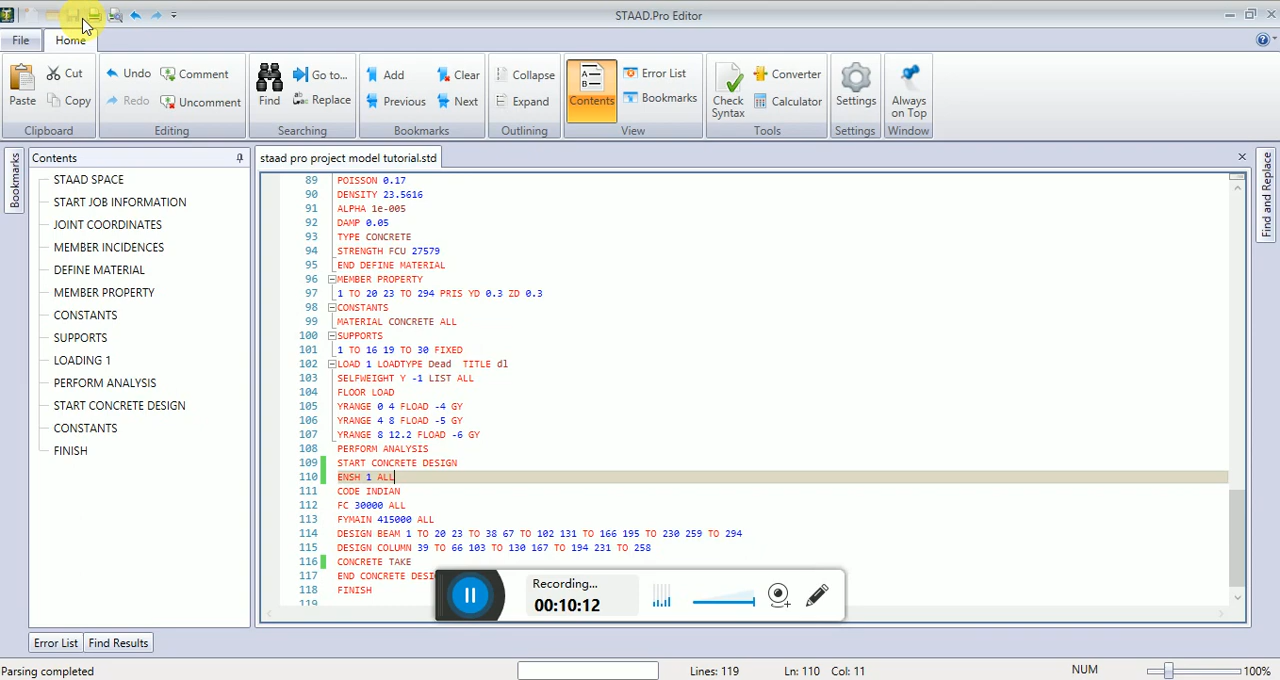 STAAD.Pro Editor
File
Home
Paste
Cut
Copy
Clipboard
Undo
Redo
Comment
Uncomment
Editing
Find
Go to...
Replace
Searching
Add
Previous
Clear
Next
Bookmarks
Collapse
Expand
Outlining
Contents
Error List
Bookmarks
View
Check Syntax
Converter
Calculator
Tools
Settings
Settings
Always on Top
Window
Bookmarks
Contents
STAAD SPACE
START JOB INFORMATION
JOINT COORDINATES
MEMBER INCIDENCES
DEFINE MATERIAL
MEMBER PROPERTY
CONSTANTS
SUPPORTS
LOADING 1
PERFORM ANALYSIS
START CONCRETE DESIGN
CONSTANTS
FINISH
staad pro project model tutorial.std
89 POISSON 0.17
90 DENSITY 23.5616
91 ALPHA 1e-005
92 DAMP 0.05
93 TYPE CONCRETE
94 STRENGTH FCU 27579
95 END DEFINE MATERIAL
96 MEMBER PROPERTY
97 1 TO 20 23 TO 294 PRIS YD 0.3 ZD 0.3
98 CONSTANTS
99 MATERIAL CONCRETE ALL
100 SUPPORTS
101 1 TO 16 19 TO 30 FIXED
102 LOAD 1 LOADTYPE Dead TITLE dl
103 SELFWEIGHT Y -1 LIST ALL
104 FLOOR LOAD
105 YRANGE 0 4 FLOAD -4 GY
106 YRANGE 4 8 FLOAD -5 GY
107 YRANGE 8 12.2 FLOAD -6 GY
108 PERFORM ANALYSIS
109 START CONCRETE DESIGN
110 ENSH 1 ALL
111 CODE INDIAN
112 FC 30000 ALL
113 FYMAIN 415000 ALL
114 DESIGN BEAM 1 TO 20 23 TO 38 67 TO 102 131 TO 166 195 TO 230 259 TO 294
115 DESIGN COLUMN 39 TO 66 103 TO 130 167 TO 194 231 TO 258
116 CONCRETE TAKE
117 END CONCRETE DESIG
118 FINISH
119
Find and Replace
Recording...
00:10:12
Error List
Find Results
Parsing completed
Lines: 119
Ln: 110
Col: 11
NUM
100%